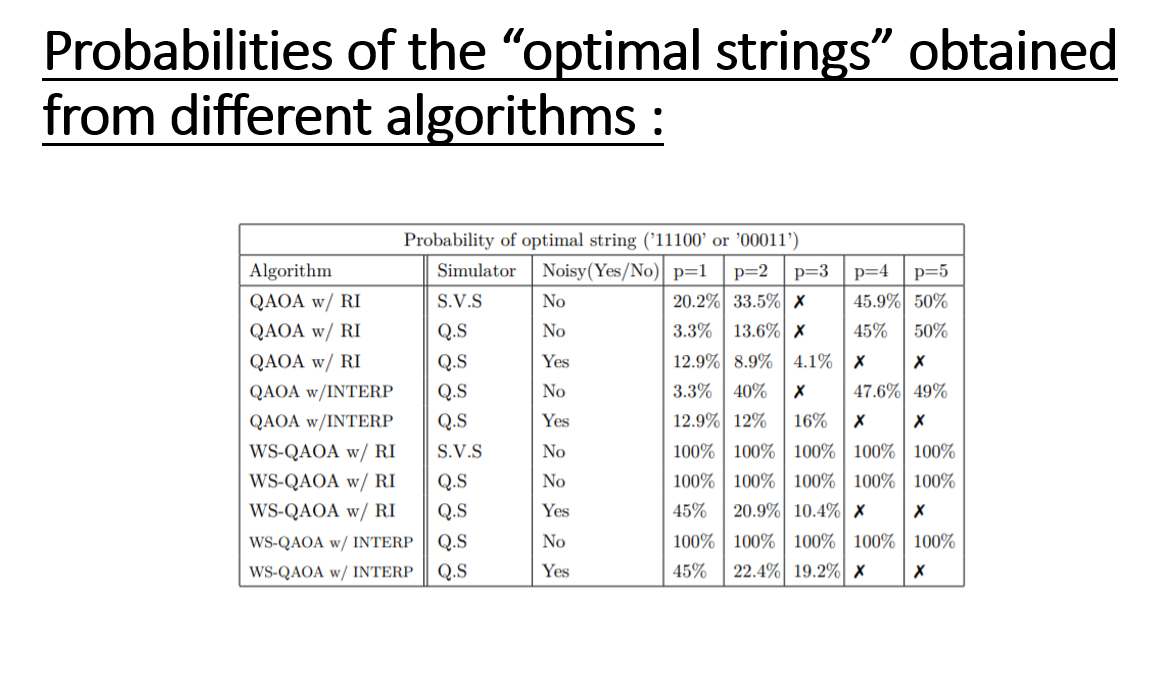 Probabilities of the “optimal strings” obtained
from different algorithms :
Probability of optimal string ('11100' or '00011')
Algorithm Simulator Noisy(Yes/No) p=1 p=2 p=3 p=4 p=5
QAOA w/ RI S.V.S No 20.2% 33.5% ✗ 45.9% 50%
QAOA w/ RI Q.S No 3.3% 13.6% ✗ 45% 50%
QAOA w/ RI Q.S Yes 12.9% 8.9% 4.1% ✗ ✗
QAOA w/INTERP Q.S No 3.3% 40% ✗ 47.6% 49%
QAOA w/INTERP Q.S Yes 12.9% 12% 16% ✗ ✗
WS-QAOA w/ RI S.V.S No 100% 100% 100% 100% 100%
WS-QAOA w/ RI Q.S No 100% 100% 100% 100% 100%
WS-QAOA w/ RI Q.S Yes 45% 20.9% 10.4% ✗ ✗
WS-QAOA w/ INTERP Q.S No 100% 100% 100% 100% 100%
WS-QAOA w/ INTERP Q.S Yes 45% 22.4% 19.2% ✗ ✗